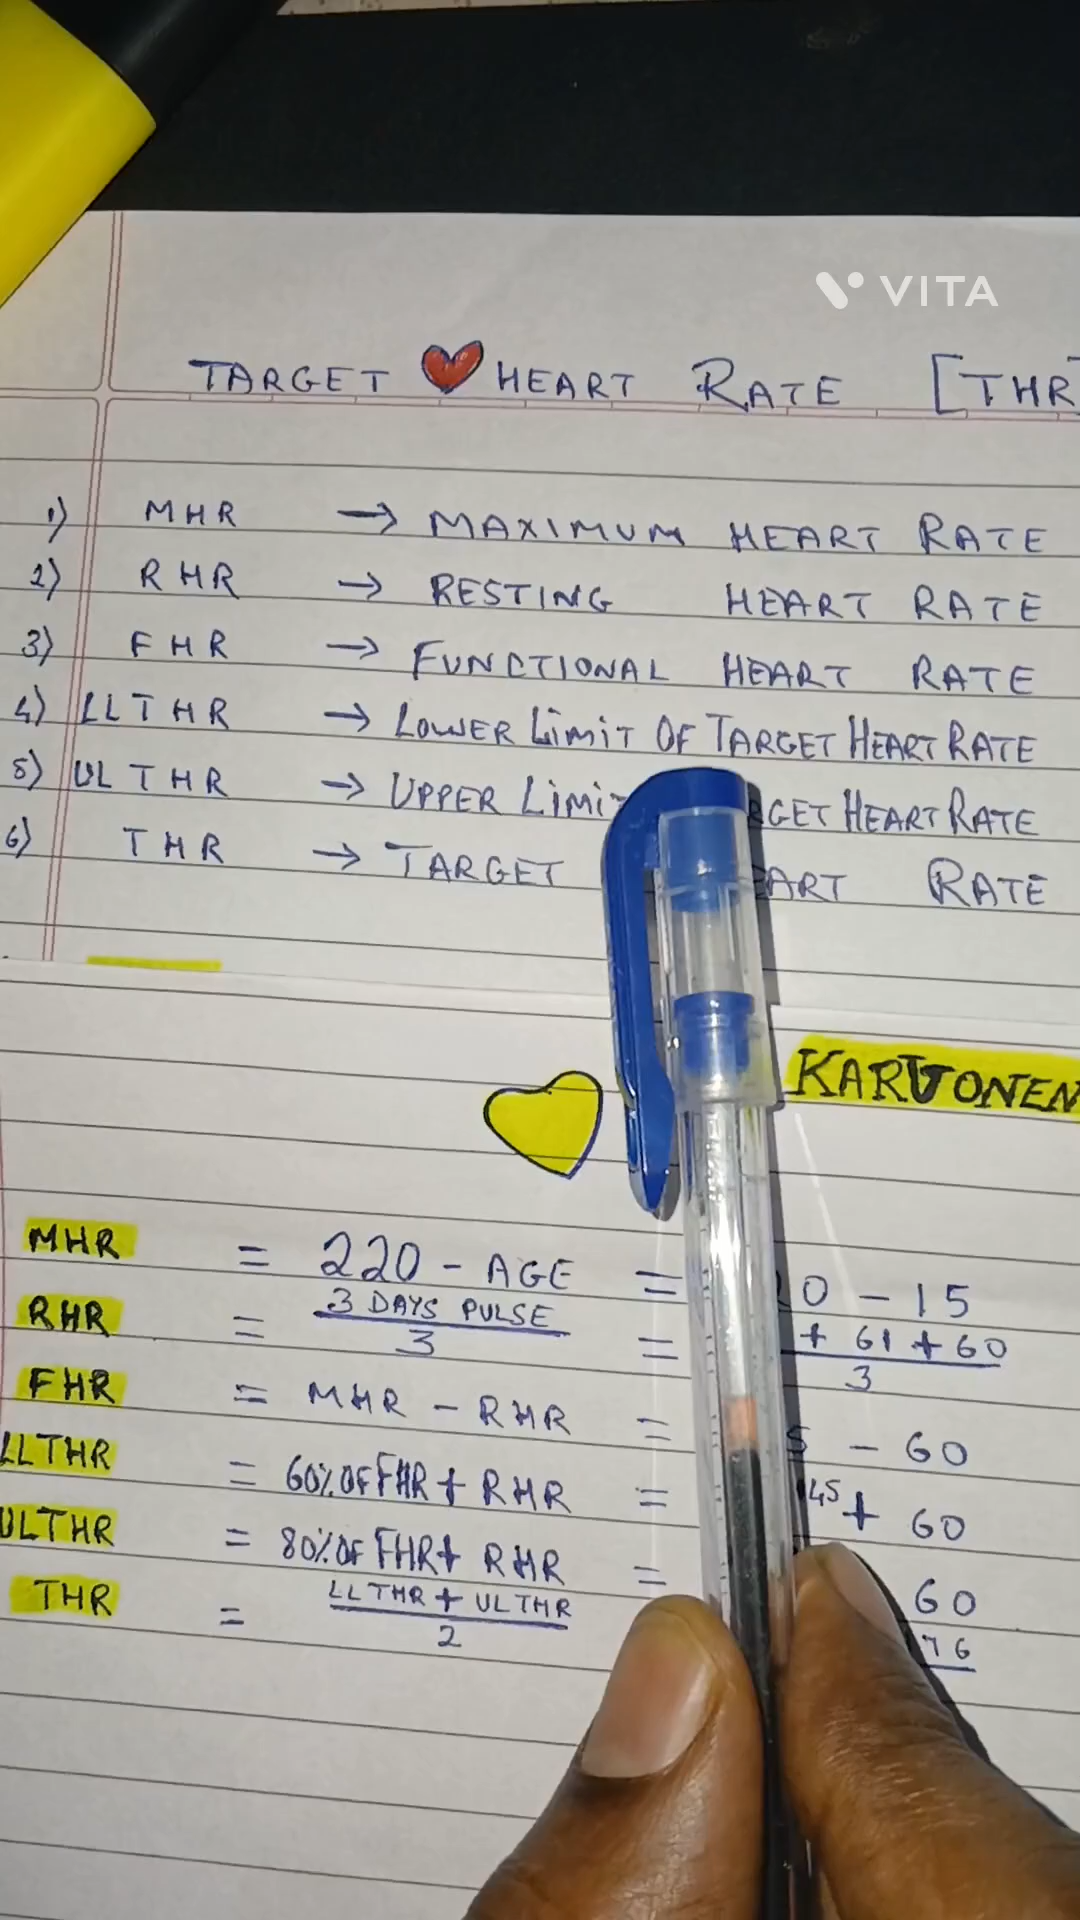 VITA
TARGET HEART RATE [THR]
1) MHR → MAXIMUM HEART RATE
2) RHR → RESTING HEART RATE
3) FHR → FUNCTIONAL HEART RATE
4) LLTHR → LOWER LIMIT OF TARGET HEART RATE
5) ULTHR → UPPER LIMIT HEART RATE
6) THR → TARGET RATE
KARVONEN
MHR = 220 - AGE = - 15
RHR = 3 DAYS PULSE / 3 = + 61 + 60 / 3
FHR = MHR - RHR = - 60
LLTHR = 60% OF FHR + RHR = + 60
ULTHR = 80% OF FHR + RHR = 60
THR = LLTHR + ULTHR / 2